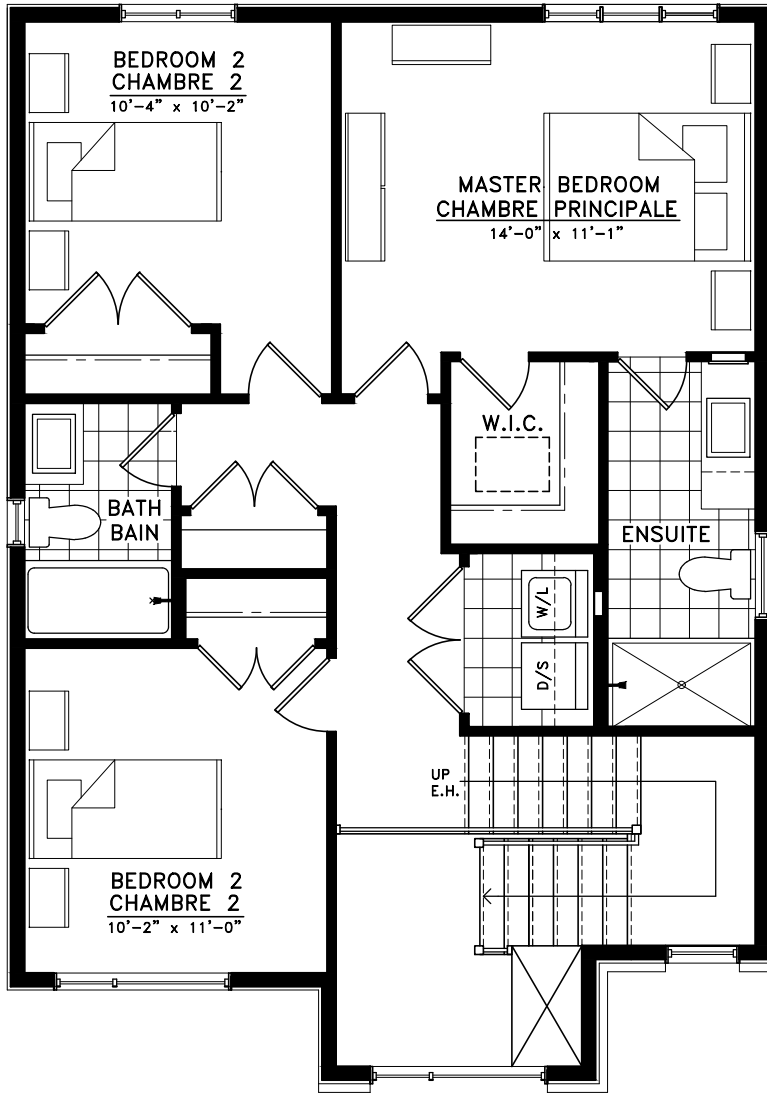 BEDROOM 2
CHAMBRE 2
10'-4" x 10'-2"
MASTER BEDROOM
CHAMBRE PRINCIPALE
14'-0" x 11'-1"
W.I.C.
BATH
BAIN
ENSUITE
W/L
D/S
UP
E.H.
BEDROOM 2
CHAMBRE 2
10'-2" x 11'-0"